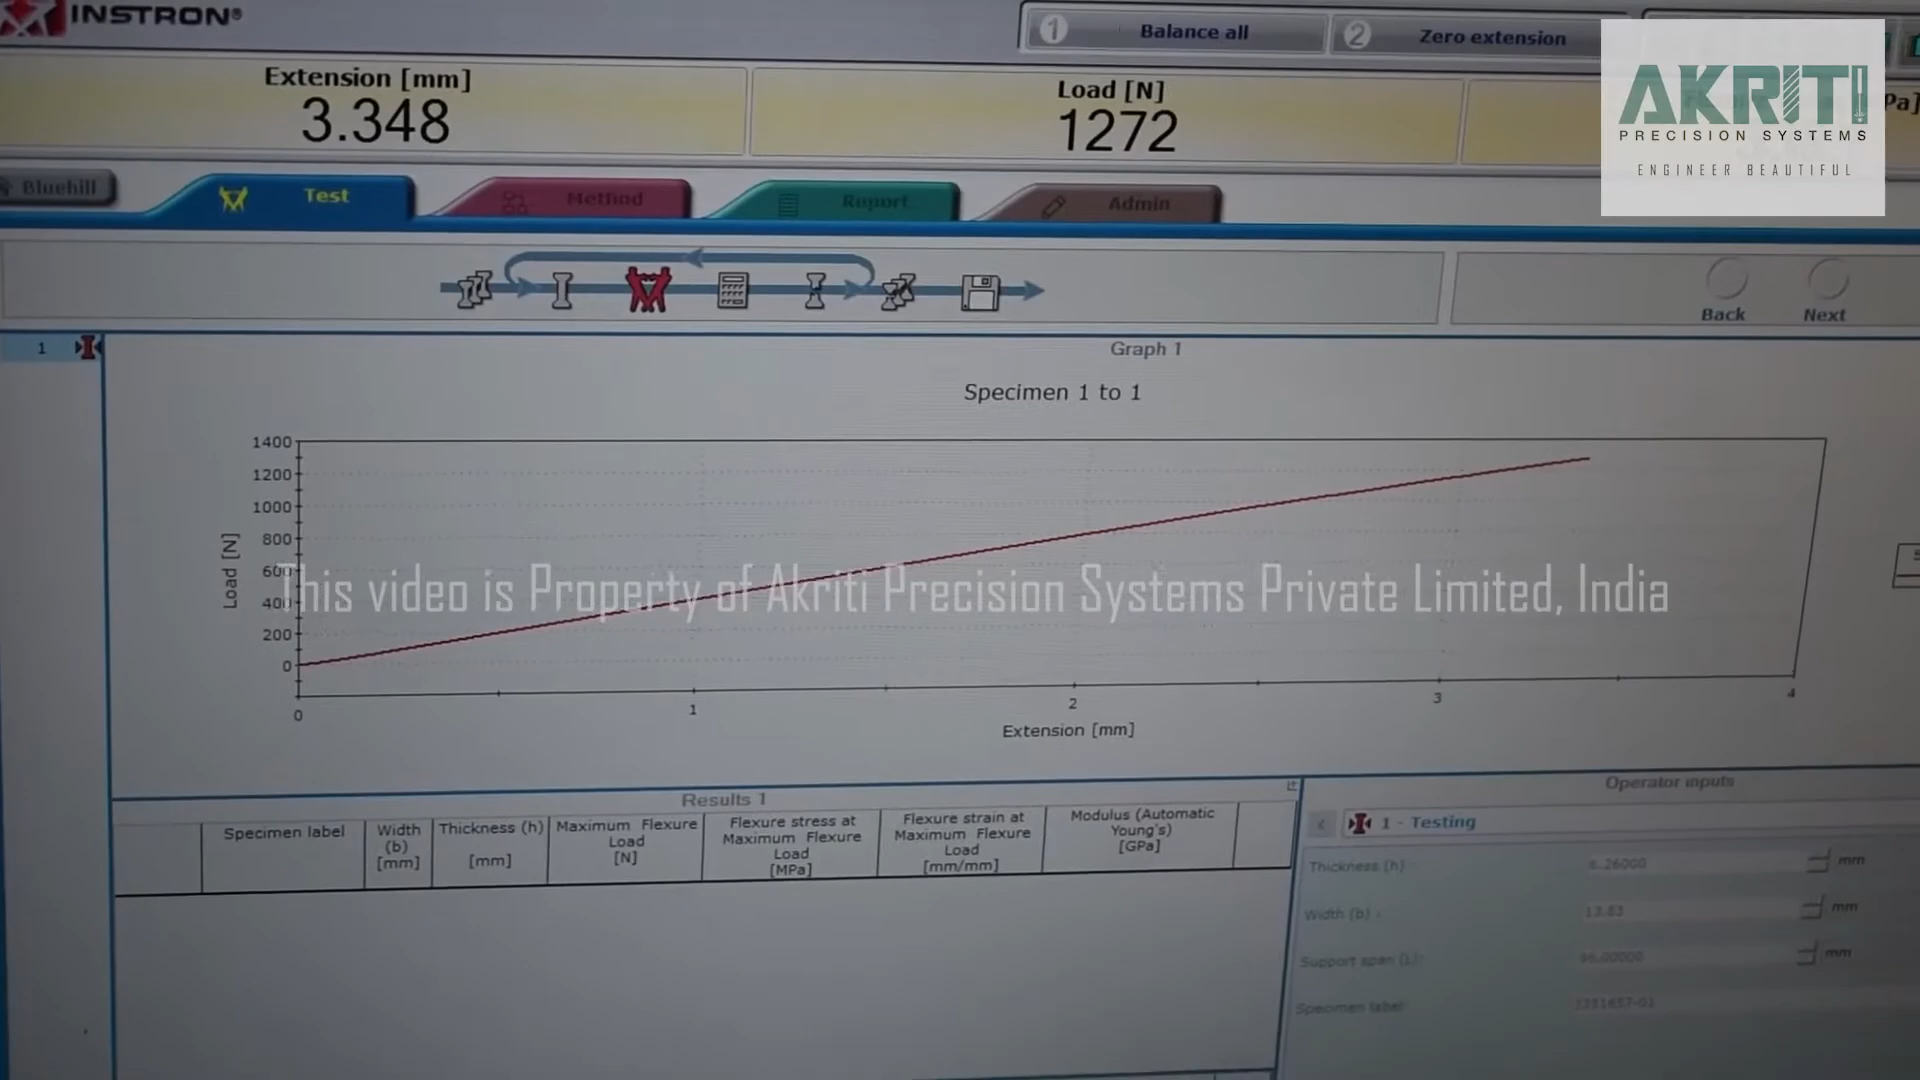 INSTRON®
1 Balance all
2 Zero extension
Extension [mm]
3.348
Load [N]
1272
Pa]
AKRITI
PRECISION SYSTEMS
ENGINEER BEAUTIFUL
Bluehill
Test
Method
Report
Admin
Back
Next
1
Graph 1
Specimen 1 to 1
1400
1200
1000
800
600
400
200
0
Load [N]
0
1
2
3
4
Extension [mm]
This video is Property of Akriti Precision Systems Private Limited, India
Results 1
Specimen label
Width
(b)
[mm]
Thickness (h)
[mm]
Maximum Flexure
Load
[N]
Flexure stress at
Maximum Flexure
Load
[MPa]
Flexure strain at
Maximum Flexure
Load
[mm/mm]
Modulus (Automatic
Young's)
[GPa]
Operator inputs
1 - Testing
Thickness (h) mm
Width (b) : mm
Support span (L): mm
Specimen label